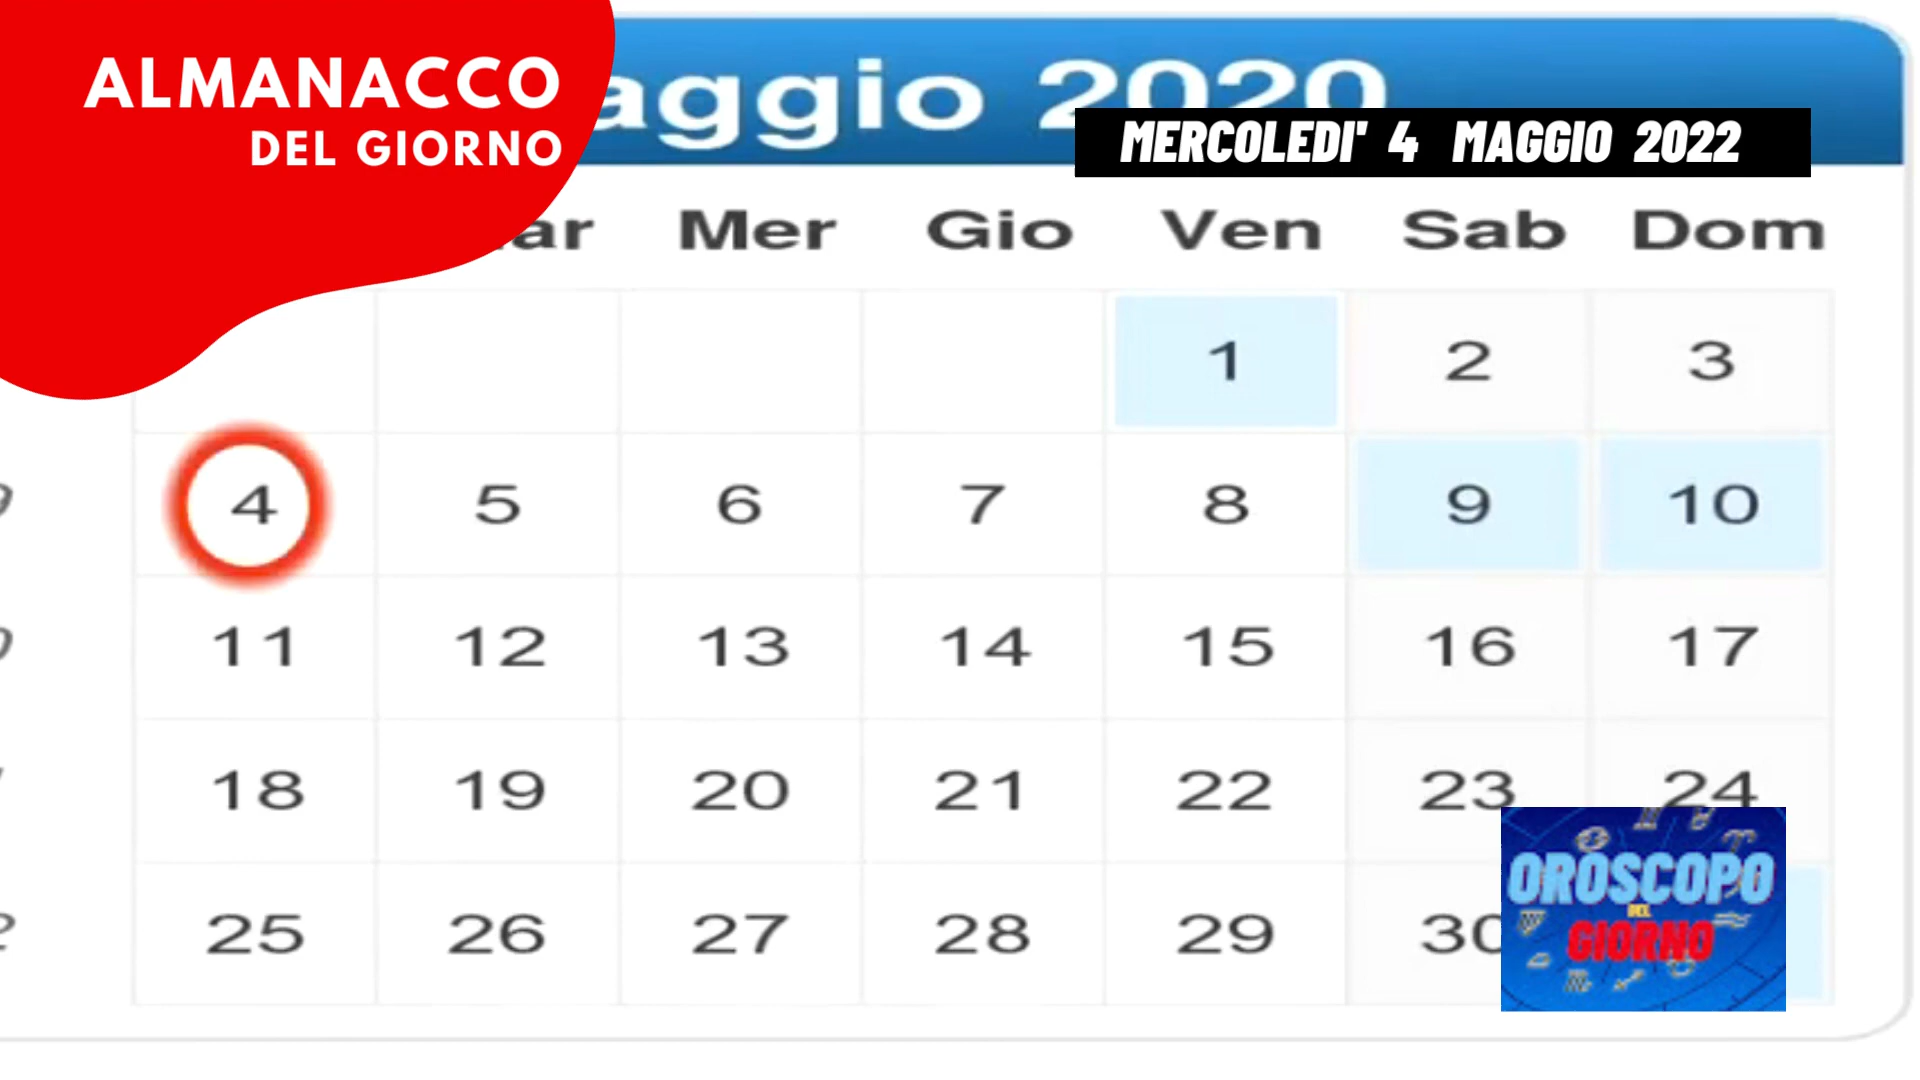 ALMANACCO
DEL GIORNO
aggio 2020
MERCOLEDI' 4 MAGGIO 2022
ar Mer Gio Ven Sab Dom
1 2 3
4 5 6 7 8 9 10
11 12 13 14 15 16 17
18 19 20 21 22 23 24
25 26 27 28 29 30
OROSCOPO
DEL
GIORNO